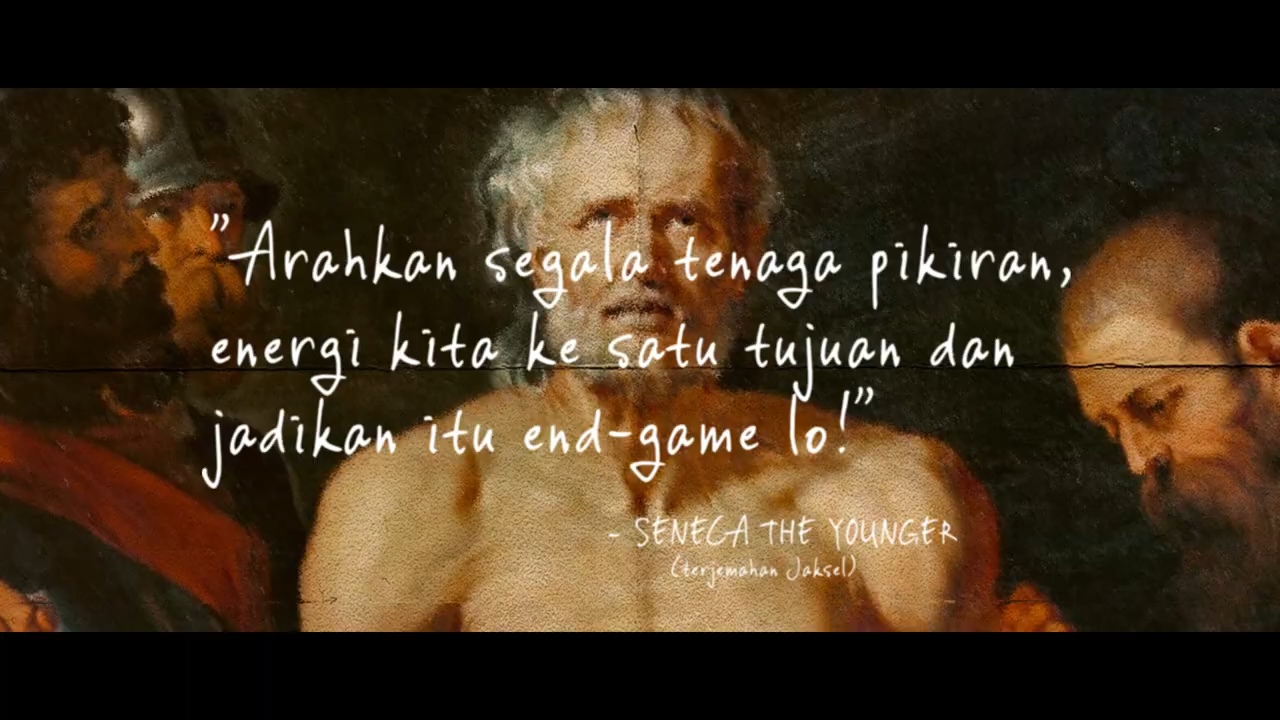 "Arahkan segala tenaga pikiran,
energi kita ke satu tujuan dan
jadikan itu end-game lo!"
- SENECA THE YOUNGER
(terjemahan Jaksel)